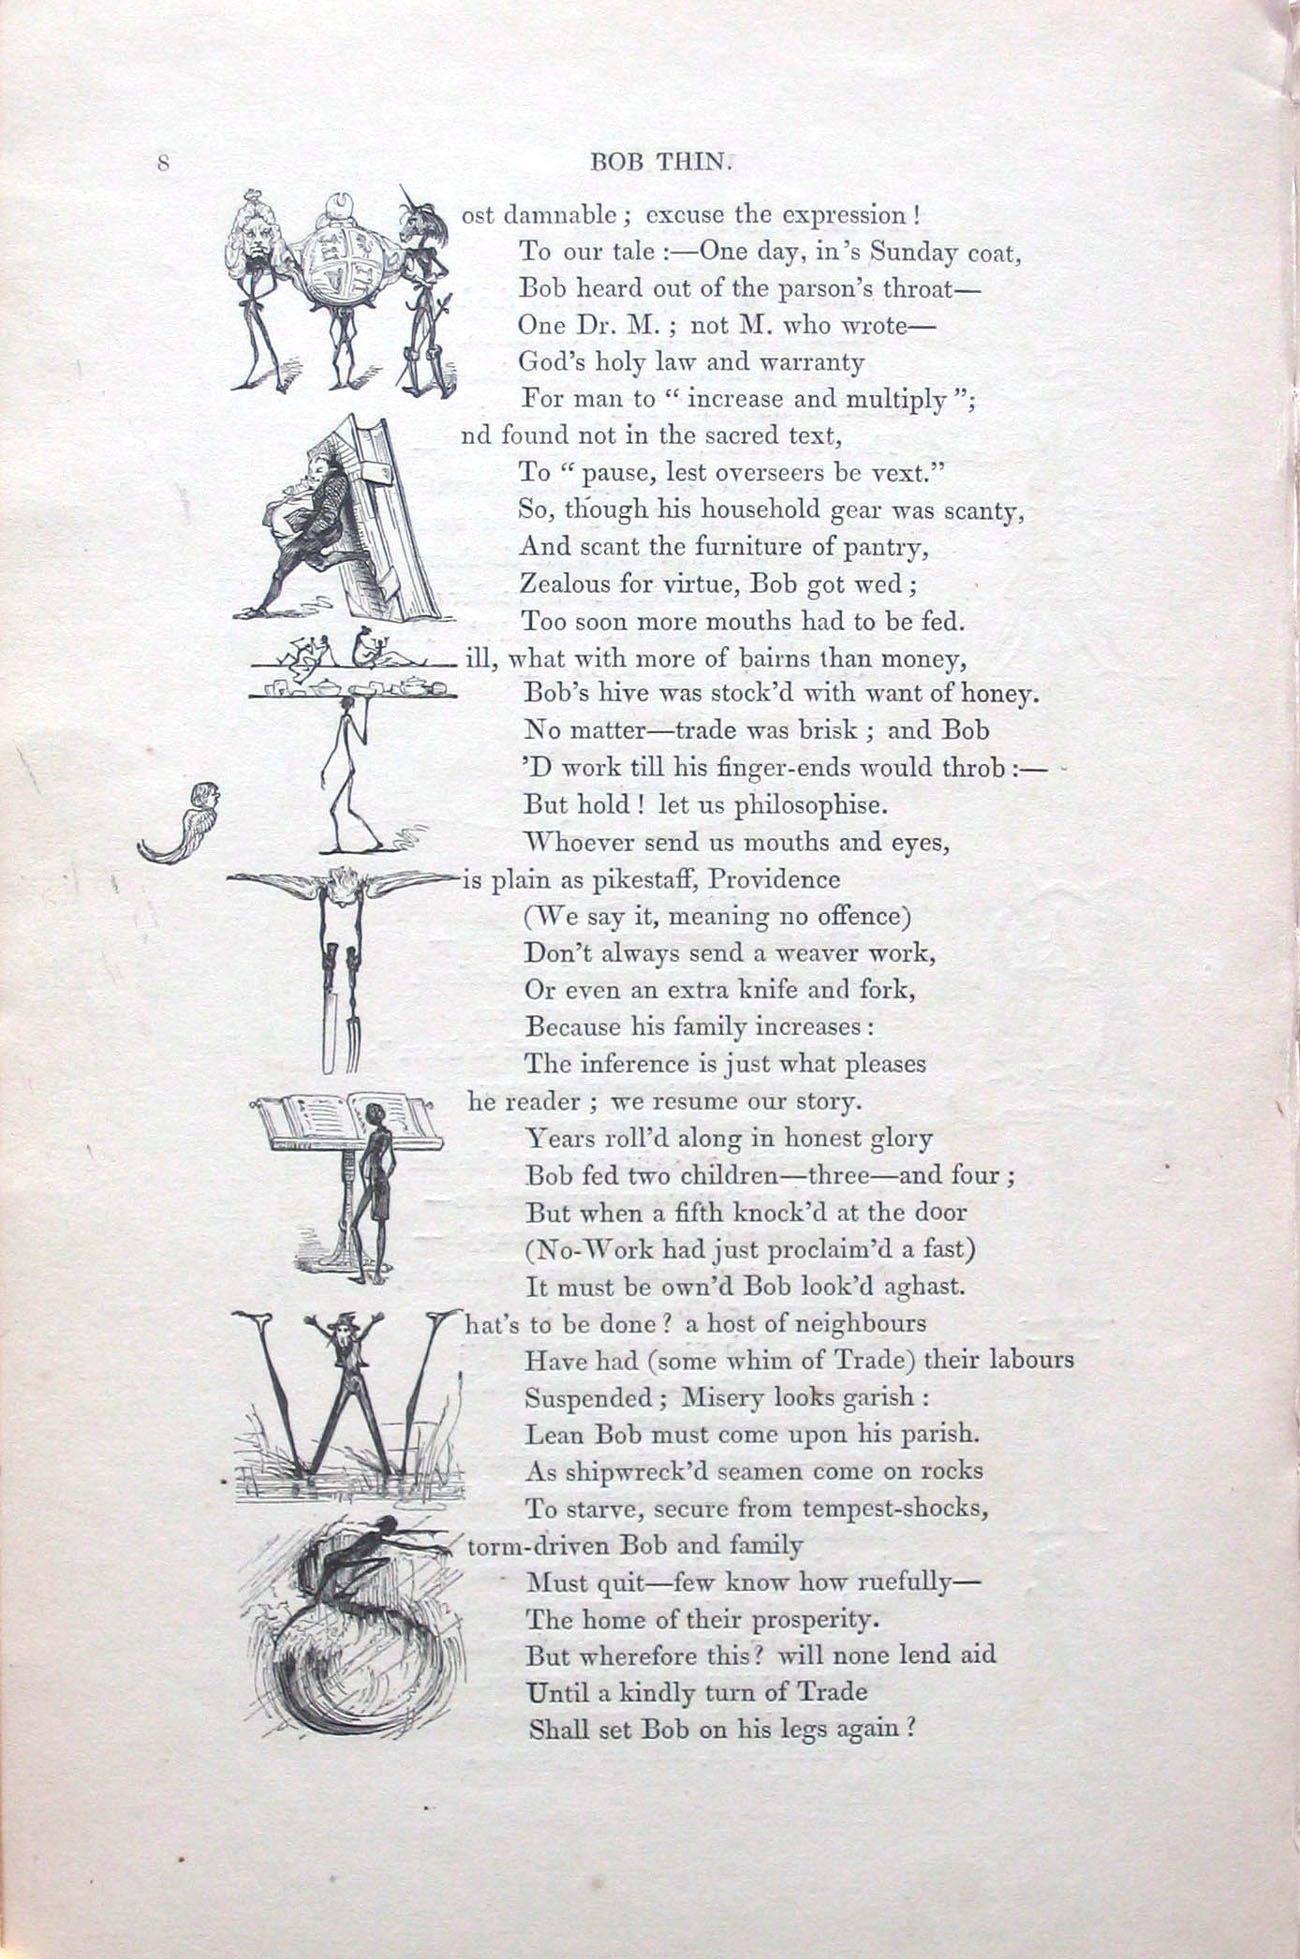 8
BOB THIN.
Most damnable ; excuse the expression !
To our tale :—One day, in's Sunday coat,
Bob heard out of the parson's throat—
One Dr. M. ; not M. who wrote—
God's holy law and warranty
For man to “ increase and multiply ”;
And found not in the sacred text,
To “ pause, lest overseers be vext.”
So, though his household gear was scanty,
And scant the furniture of pantry,
Zealous for virtue, Bob got wed ;
Too soon more mouths had to be fed.
Till, what with more of bairns than money,
Bob's hive was stock'd with want of honey.
No matter—trade was brisk ; and Bob
'D work till his finger-ends would throb :—
But hold ! let us philosophise.
Whoever send us mouths and eyes,
'Tis plain as pikestaff, Providence
(We say it, meaning no offence)
Don't always send a weaver work,
Or even an extra knife and fork,
Because his family increases :
The inference is just what pleases
The reader ; we resume our story.
Years roll'd along in honest glory
Bob fed two children—three—and four ;
But when a fifth knock'd at the door
(No-Work had just proclaim'd a fast)
It must be own'd Bob look'd aghast.
What's to be done ? a host of neighbours
Have had (some whim of Trade) their labours
Suspended ; Misery looks garish :
Lean Bob must come upon his parish.
As shipwreck'd seamen come on rocks
To starve, secure from tempest-shocks,
Storm-driven Bob and family
Must quit—few know how ruefully—
The home of their prosperity.
But wherefore this ? will none lend aid
Until a kindly turn of Trade
Shall set Bob on his legs again ?